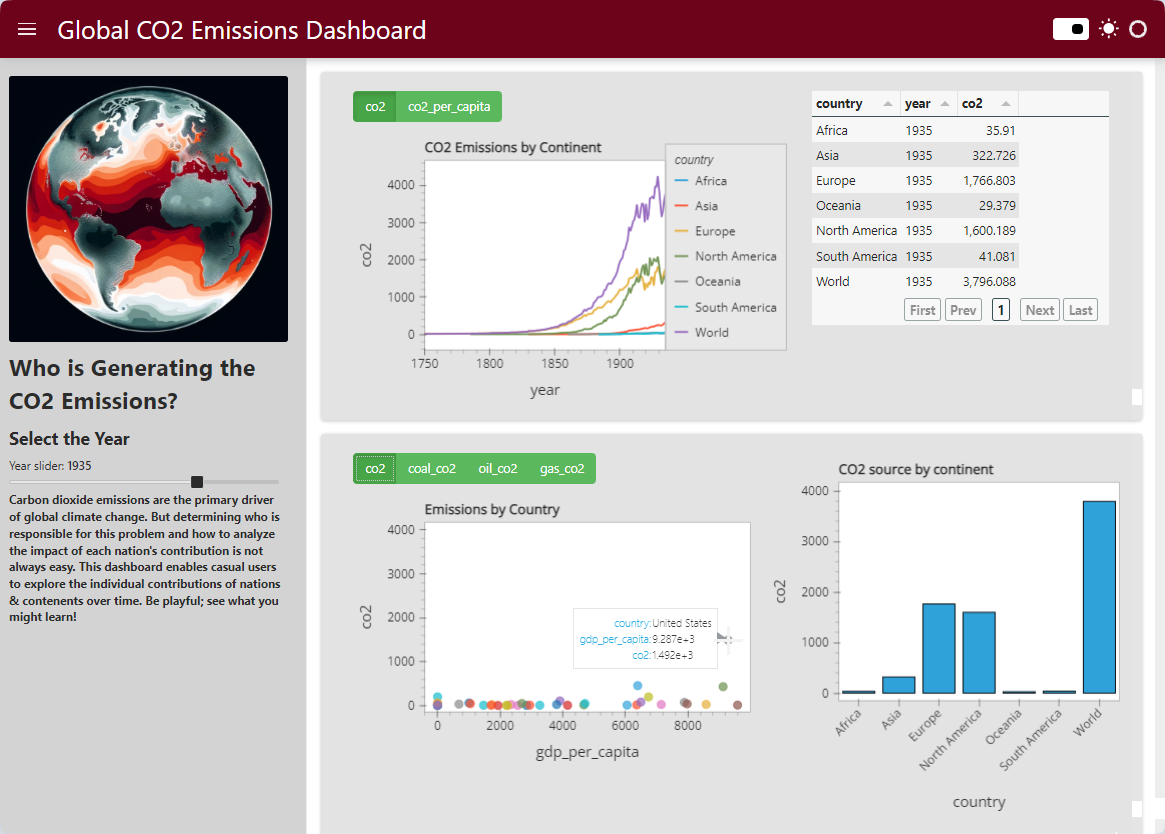 Global CO2 Emissions Dashboard
Who is Generating the
CO2 Emissions?
Select the Year
Year slider: 1935
Carbon dioxide emissions are the primary driver
of global climate change. But determining who is
responsible for this problem and how to analyze
the impact of each nation's contribution is not
always easy. This dashboard enables casual users
to explore the individual contributions of nations
& contenents over time. Be playful; see what you
might learn!
co2 co2_per_capita
CO2 Emissions by Continent
co2
4000
3000
2000
1000
0
1750 1800 1850 1900
year
country
Africa
Asia
Europe
North America
Oceania
South America
World
country year co2
Africa 1935 35.91
Asia 1935 322.726
Europe 1935 1,766.803
Oceania 1935 29.379
North America 1935 1,600.189
South America 1935 41.081
World 1935 3,796.088
First Prev 1 Next Last
co2 coal_co2 oil_co2 gas_co2
Emissions by Country
co2
4000
3000
2000
1000
0
0 2000 4000 6000 8000
gdp_per_capita
country: United States
gdp_per_capita: 9.287e+3
co2: 1.492e+3
CO2 source by continent
co2
4000
3000
2000
1000
0
Africa Asia Europe North America Oceania South America World
country